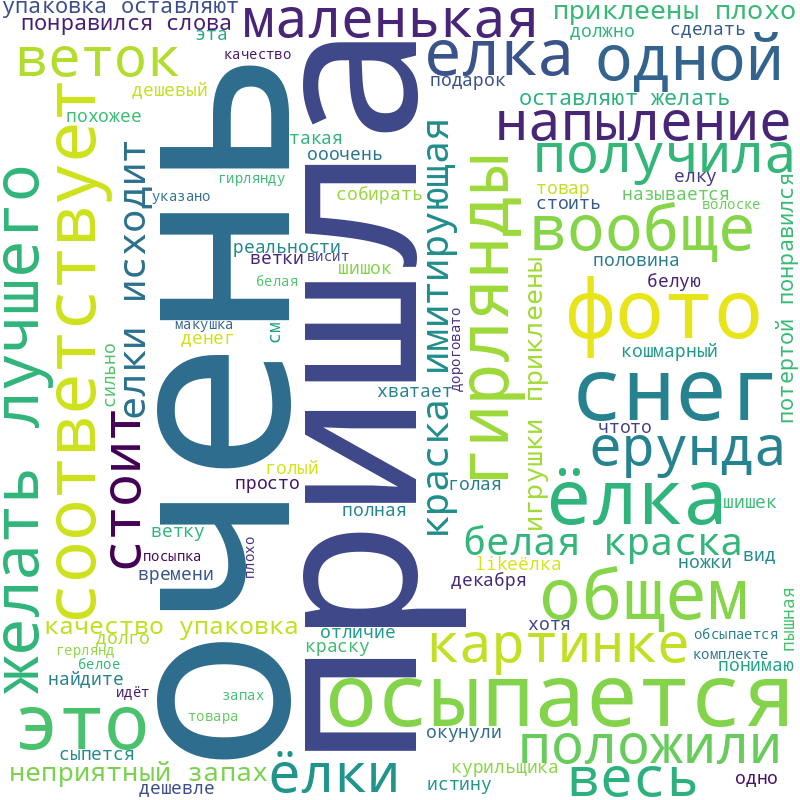 упаковка оставляют
понравился слова
эта
маленькая
приклеены плохо
должно
сделать
качество
веток
елка
одной
дешевый
подарок
похожее
оставляют желать
напыление
такая
ооочень
получила
гирлянду
собирать
елку
указано
товар
называется
стоить
волоске
вообще
реальности
ветки
висит
половина
шишок
белая
белую
фото
макушка
денег
см
кошмарный
хватает
дороговато
снег
чтото
ерунда
голый
просто
голая
ёлка
шишек
полная
ветку
белая краска
посыпка
времени
плохо
likeёлка
ножки
вид
декабря
общем
качество упаковка
хотя
отличие
долго
краску
картинке
обсыпается
герлянд
белое
комплекте
понимаю
найдите
идёт
запах
товара
осыпается
это
окунули
положили
сыпется
неприятный запах
ёлки
курильщика
дешевле
истину
весь
одно
желать лучшего
соответствует
сильно
стоит
елки исходит
очень
пришла
краска имитирующая
гирлянды
игрушки приклеены
потертой понравился
пышная